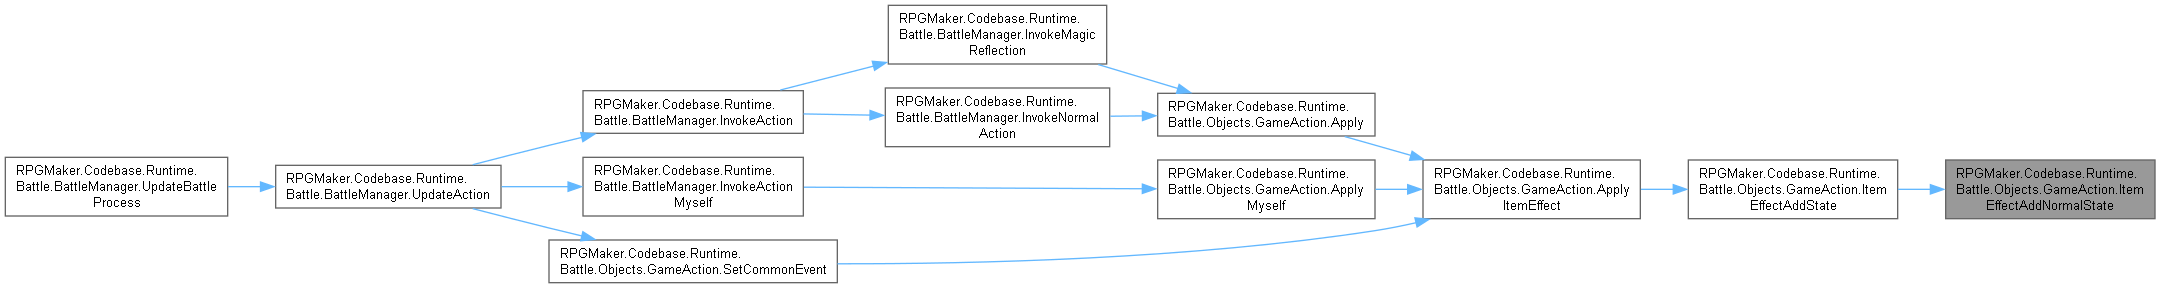 RPGMaker.Codebase.Runtime.
Battle.BattleManager.UpdateBattle
Process
RPGMaker.Codebase.Runtime.
Battle.BattleManager.UpdateAction
RPGMaker.Codebase.Runtime.
Battle.BattleManager.InvokeAction
RPGMaker.Codebase.Runtime.
Battle.BattleManager.InvokeAction
Myself
RPGMaker.Codebase.Runtime.
Battle.Objects.GameAction.SetCommonEvent
RPGMaker.Codebase.Runtime.
Battle.BattleManager.InvokeMagic
Reflection
RPGMaker.Codebase.Runtime.
Battle.BattleManager.InvokeNormal
Action
RPGMaker.Codebase.Runtime.
Battle.Objects.GameAction.Apply
RPGMaker.Codebase.Runtime.
Battle.Objects.GameAction.Apply
Myself
RPGMaker.Codebase.Runtime.
Battle.Objects.GameAction.Apply
ItemEffect
RPGMaker.Codebase.Runtime.
Battle.Objects.GameAction.Item
EffectAddState
RPGMaker.Codebase.Runtime.
Battle.Objects.GameAction.Item
EffectAddNormalState